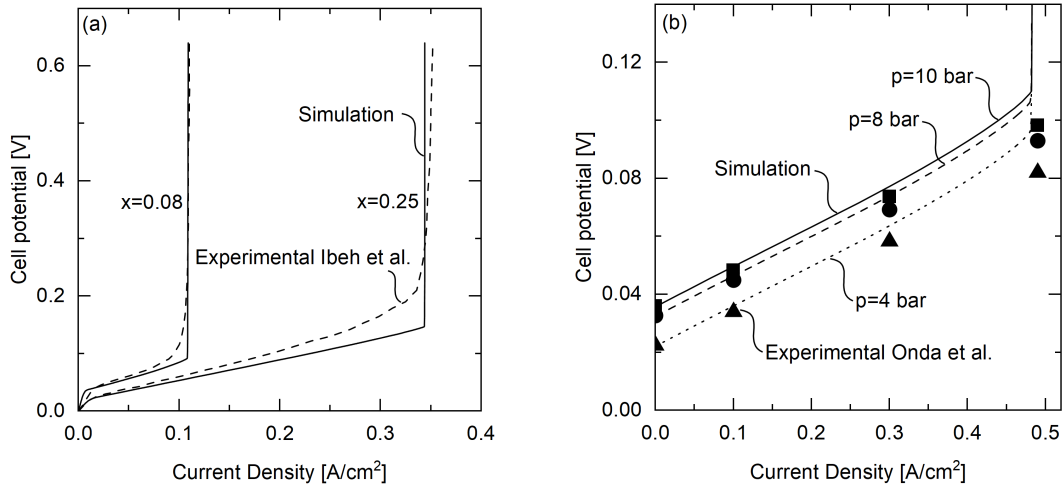 (a)
0.6
0.4
0.2
0.0
Cell potential [V]
Simulation
x=0.08
x=0.25
Experimental Ibeh et al.
0.0 0.1 0.2 0.3 0.4
Current Density [A/cm²]
(b)
0.12
0.08
0.04
0.00
Cell potential [V]
p=10 bar
p=8 bar
Simulation
p=4 bar
Experimental Onda et al.
0.0 0.1 0.2 0.3 0.4 0.5
Current Density [A/cm²]